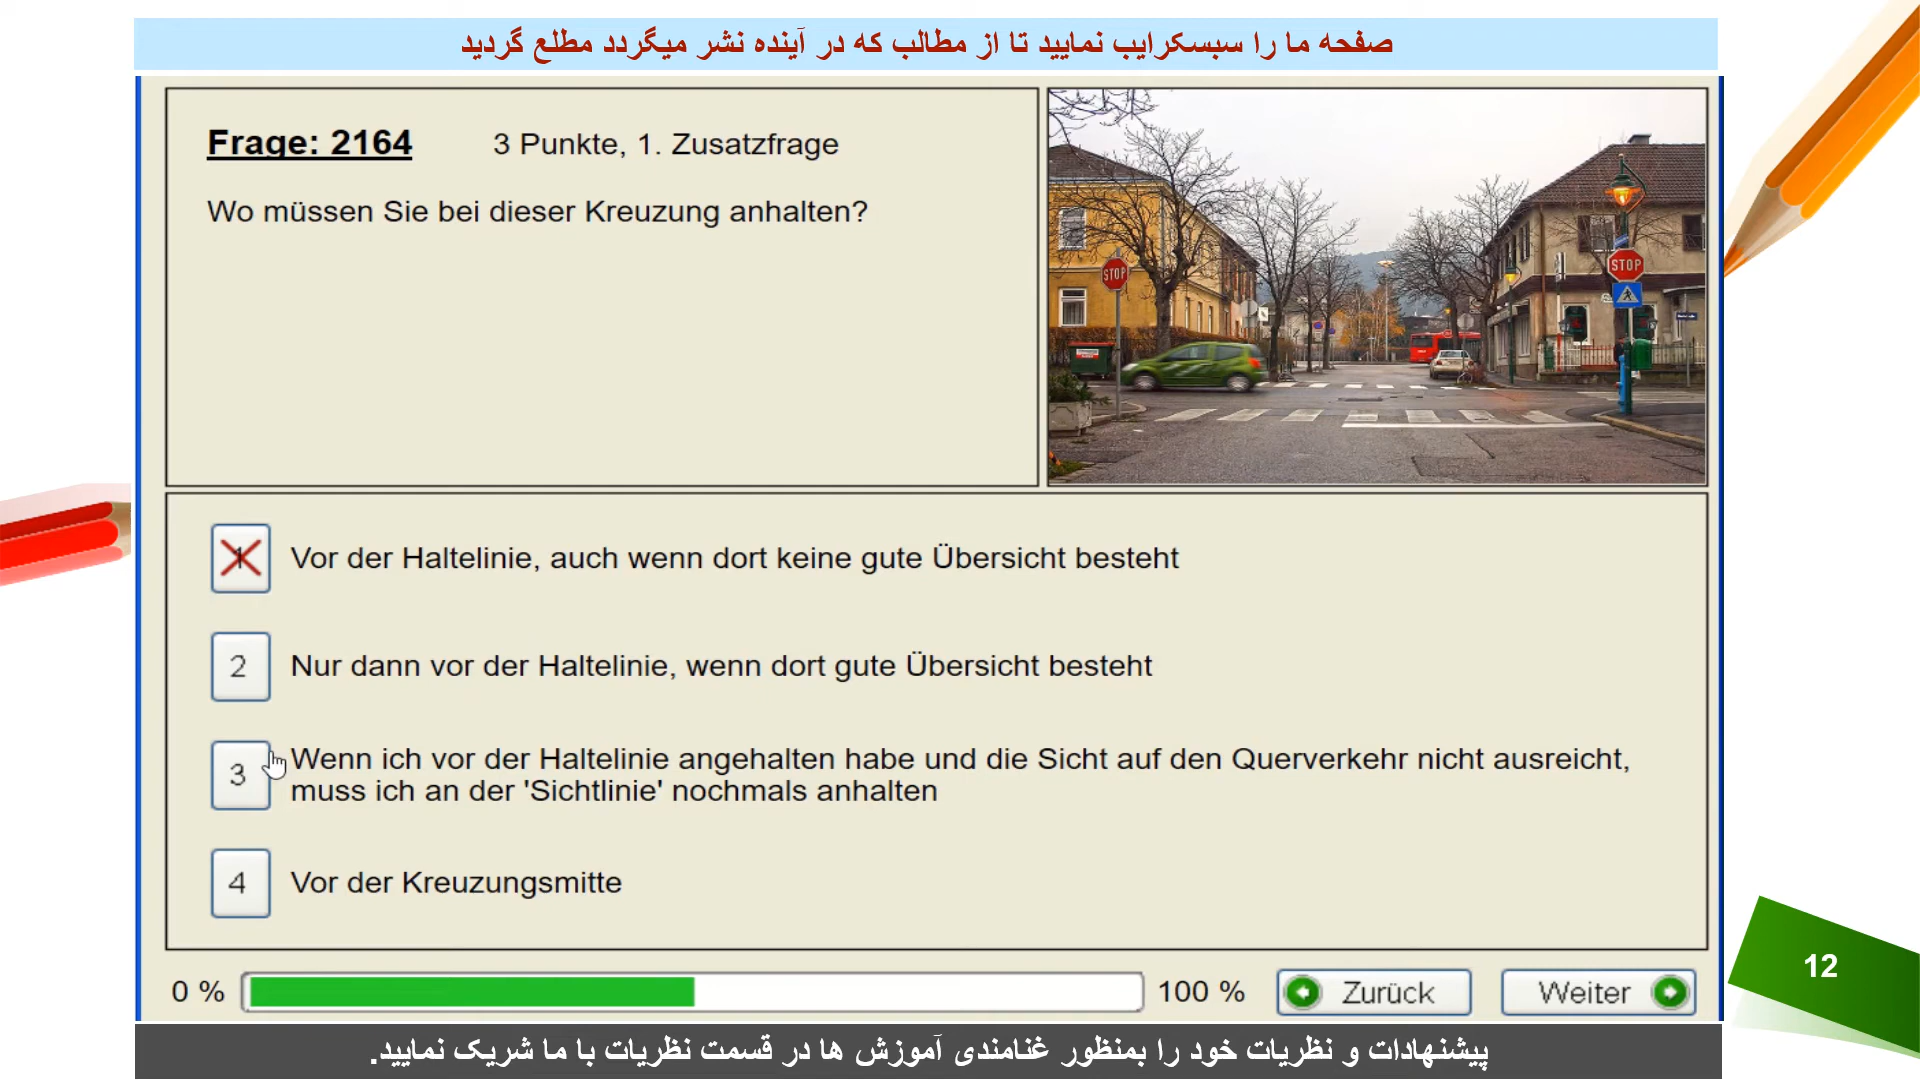 صفحه ما را سبسکرایب نمایید تا از مطالب که در آینده نشر میگردد مطلع گردید
Frage: 2164 3 Punkte, 1. Zusatzfrage
Wo müssen Sie bei dieser Kreuzung anhalten?
STOP
STOP
1 Vor der Haltelinie, auch wenn dort keine gute Übersicht besteht
2 Nur dann vor der Haltelinie, wenn dort gute Übersicht besteht
3 Wenn ich vor der Haltelinie angehalten habe und die Sicht auf den Querverkehr nicht ausreicht,
muss ich an der 'Sichtlinie' nochmals anhalten
4 Vor der Kreuzungsmitte
0 % 100 % Zurück Weiter
12
پیشنهادات و نظریات خود را بمنظور غنامندی آموزش ها در قسمت نظریات با ما شریک نمایید.